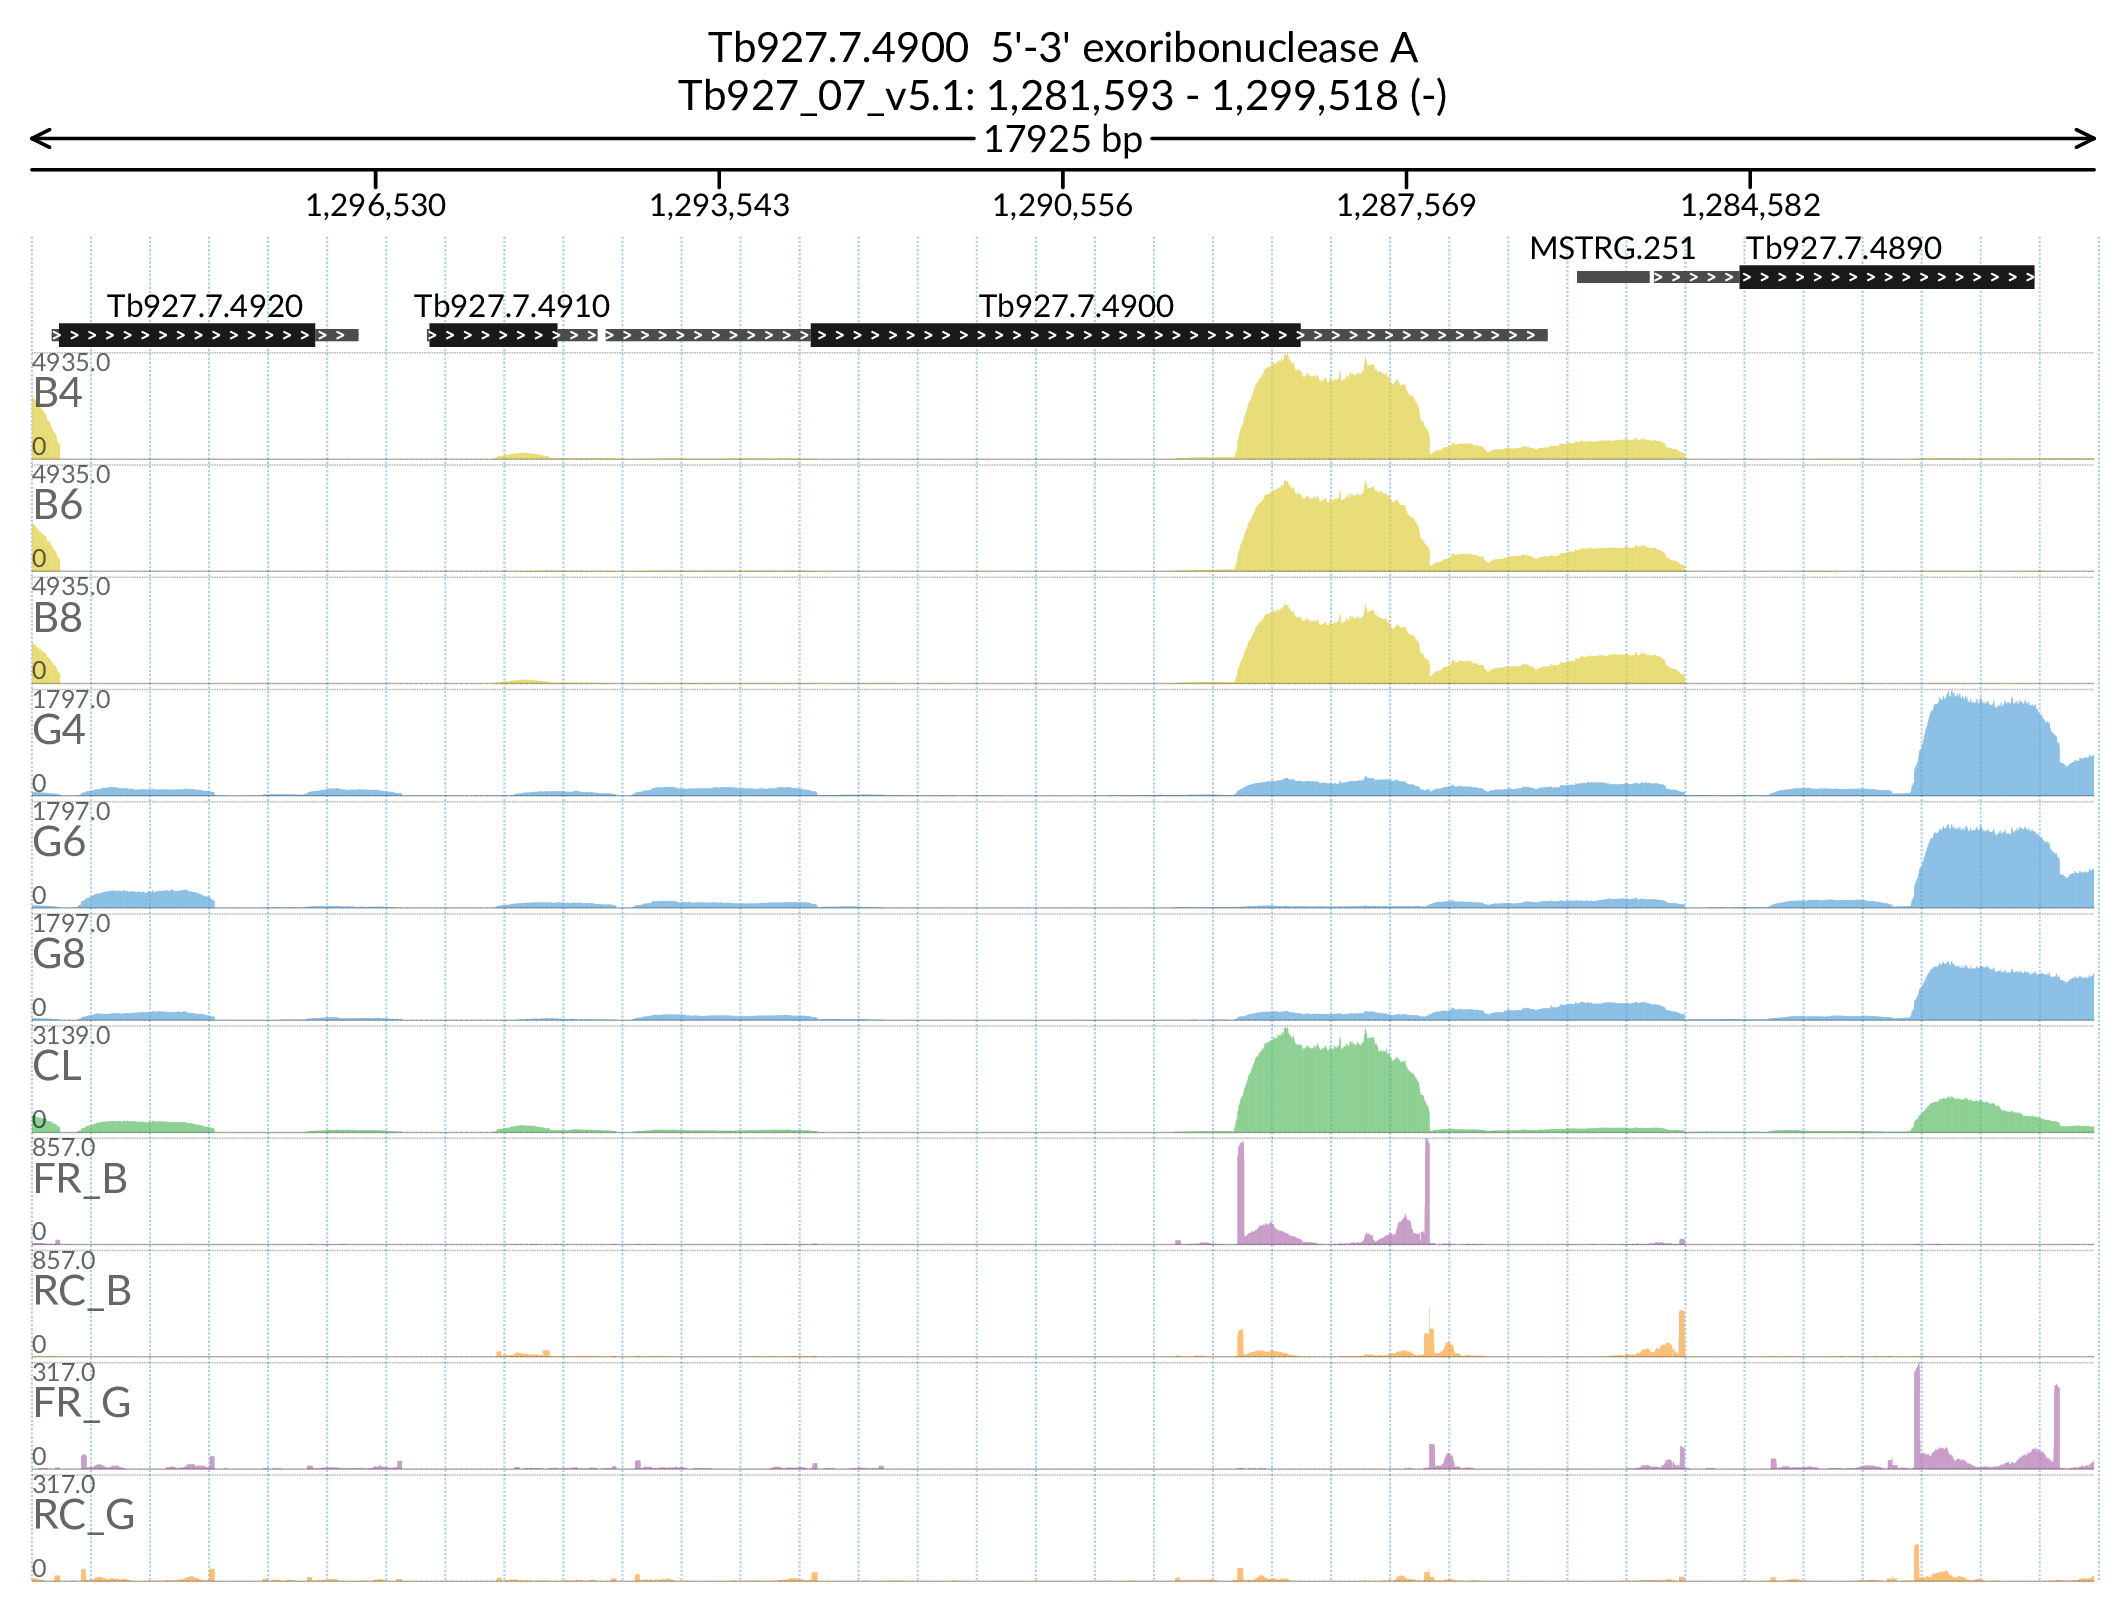 Tb927.7.4900  5'-3' exoribonuclease A
Tb927_07_v5.1: 1,281,593 - 1,299,518 (-)
17925 bp
1,296,530 1,293,543 1,290,556 1,287,569 1,284,582
MSTRG.251 Tb927.7.4890
Tb927.7.4920 Tb927.7.4910 Tb927.7.4900
4935.0
B4
0
4935.0
B6
0
4935.0
B8
0
1797.0
G4
0
1797.0
G6
0
1797.0
G8
0
3139.0
CL
0
857.0
FR_B
0
857.0
RC_B
0
317.0
FR_G
0
317.0
RC_G
0